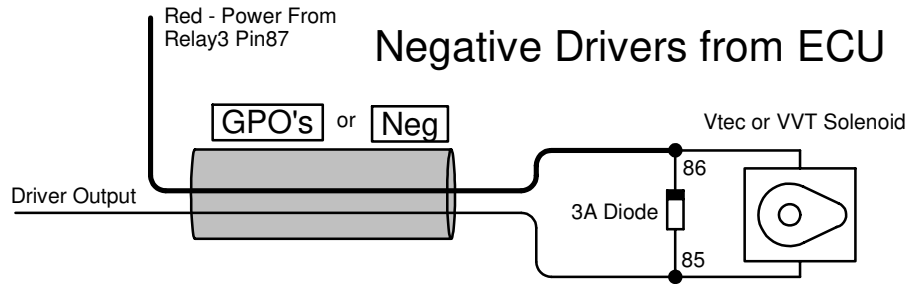 Red - Power From
Relay3 Pin87
Negative Drivers from ECU
GPO's or Neg
Vtec or VVT Solenoid
Driver Output
86
3A Diode
85